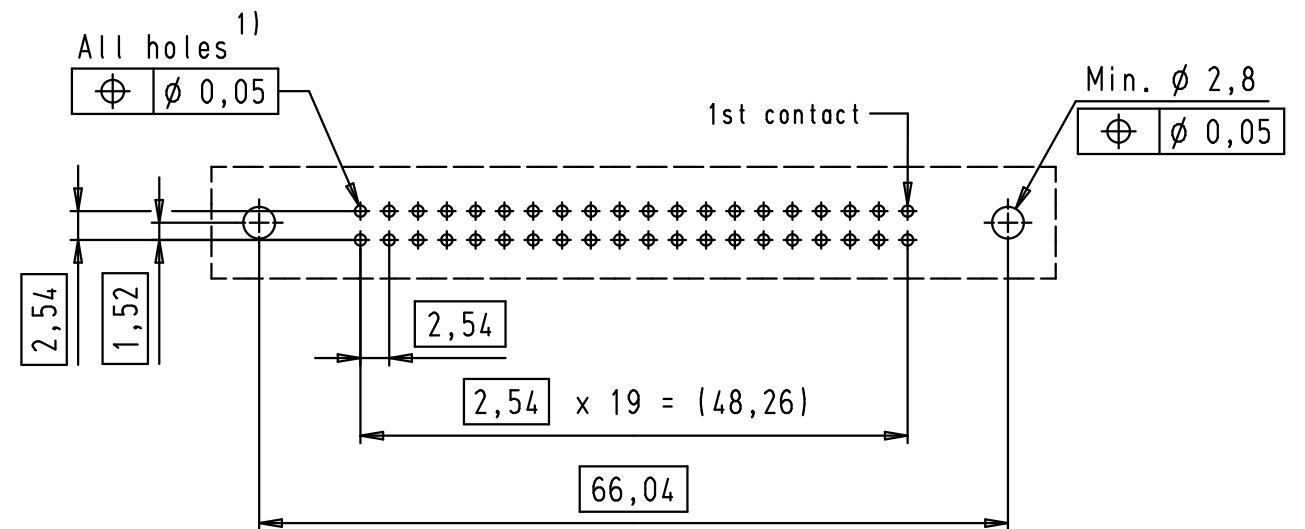 All holes 1)
⌖ ø 0,05
1st contact
Min. ø 2,8
⌖ ø 0,05
2,54
1,52
2,54
2,54 x 19 = (48,26)
66,04